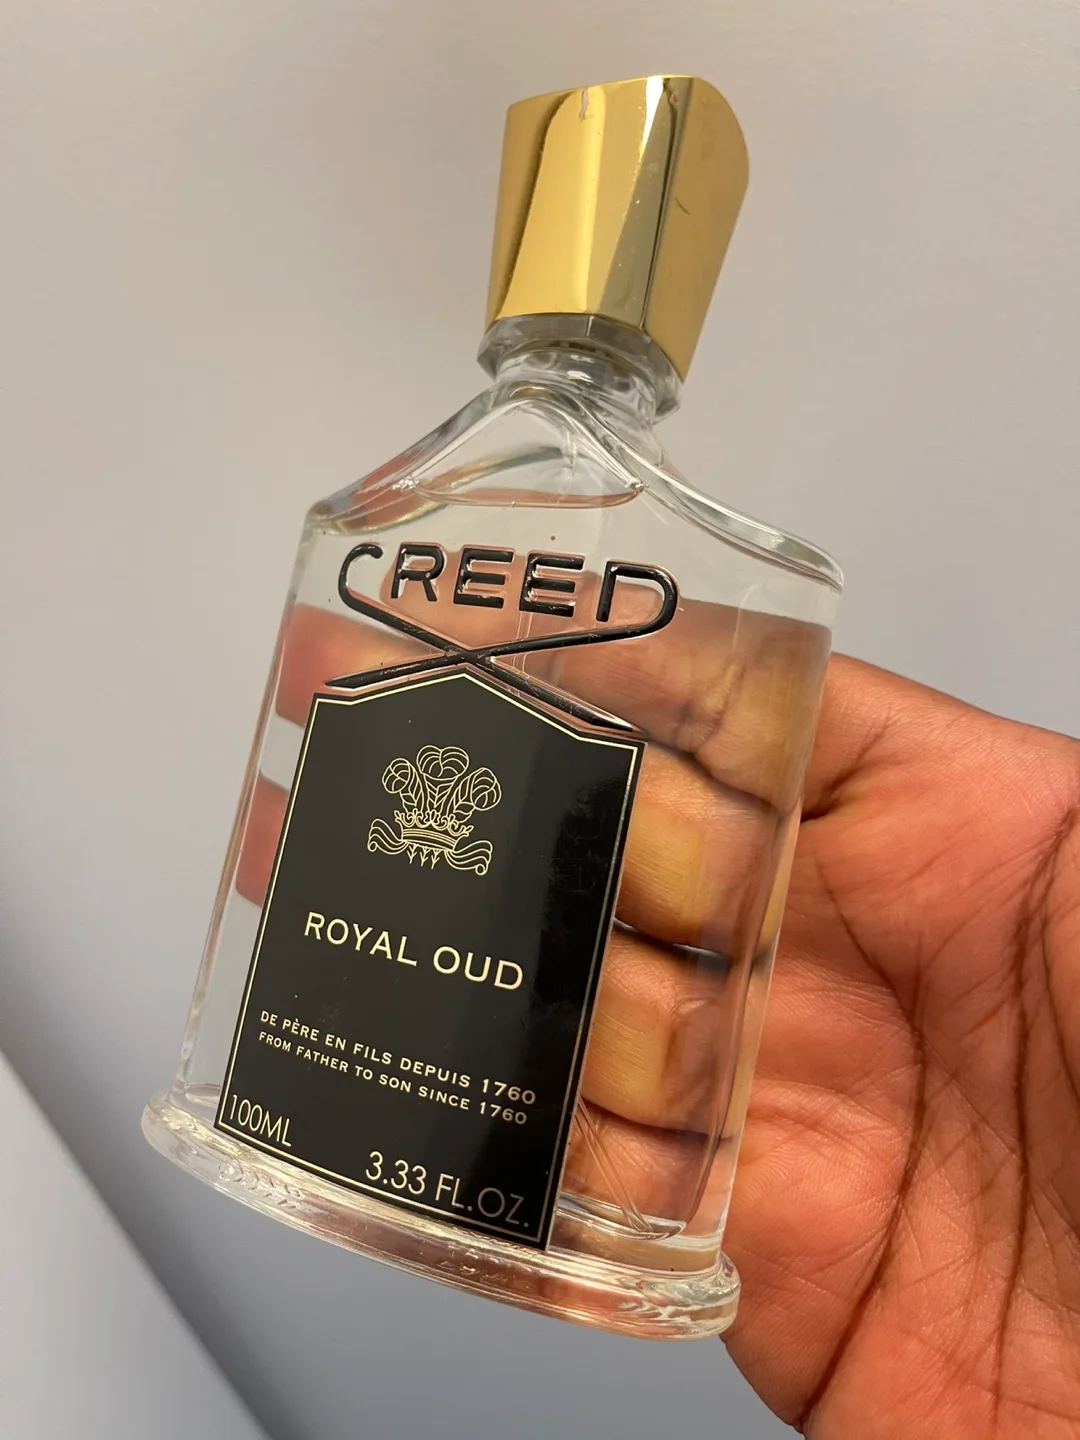 CREED
ROYAL OUD
DE PÈRE EN FILS DEPUIS 1760
FROM FATHER TO SON SINCE 1760
100ML
3.33 FL.OZ.